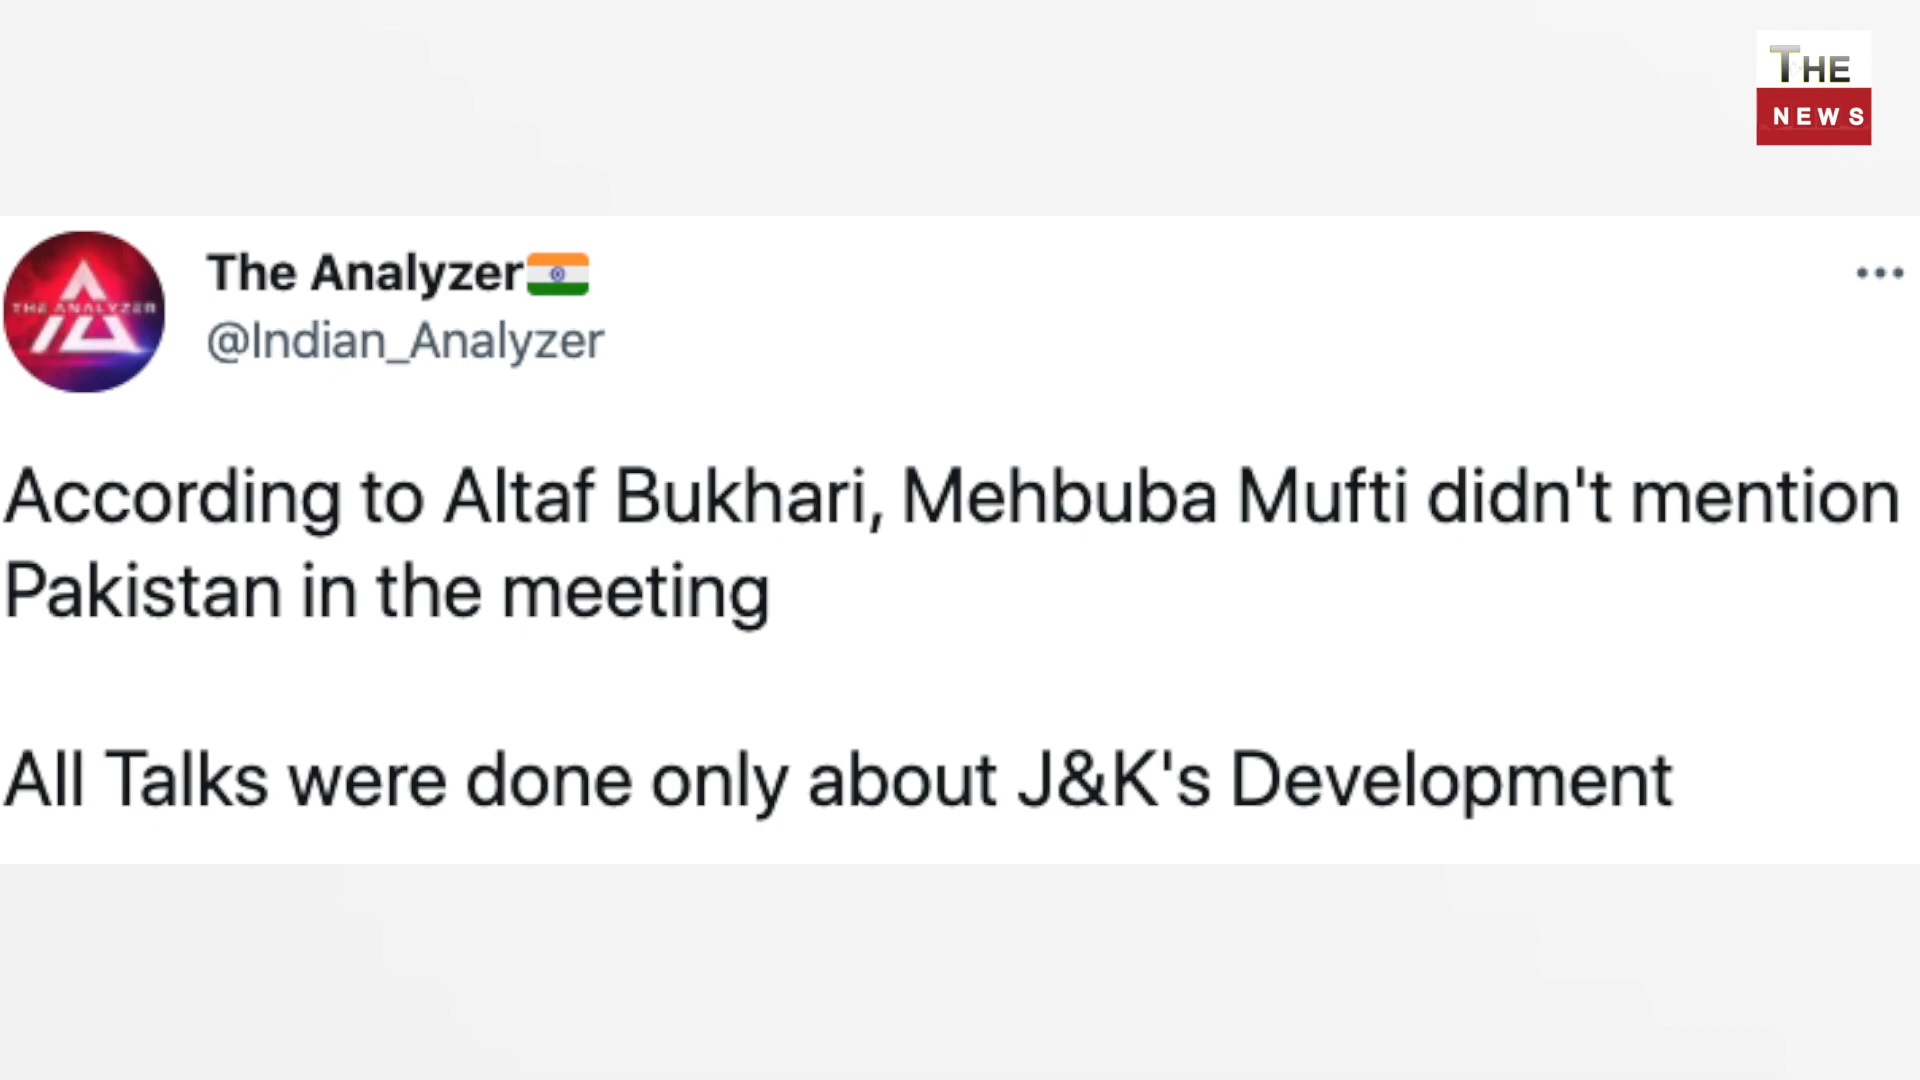 THE
NEWS
The Analyzer🇮🇳
@Indian_Analyzer
THE ANALYZER
According to Altaf Bukhari, Mehbuba Mufti didn't mention
Pakistan in the meeting
All Talks were done only about J&K's Development